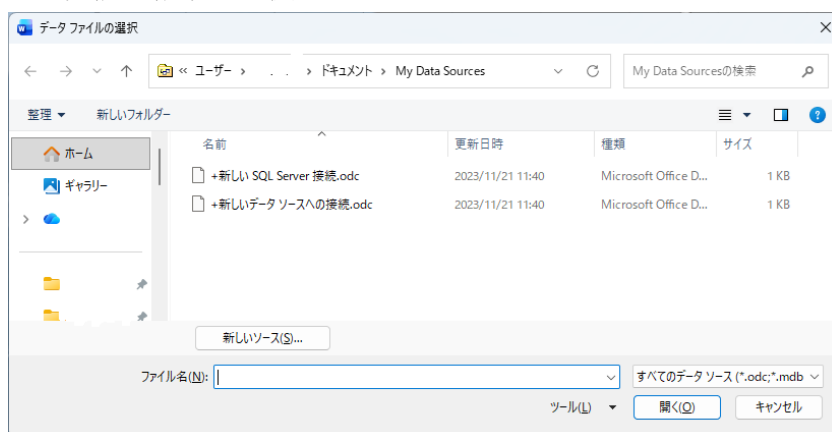 データ ファイルの選択
« ユーザー › . . › ドキュメント › My Data Sources
My Data Sourcesの検索
整理 新しいフォルダー
ホーム
ギャラリー
名前 更新日時 種類 サイズ
+新しい SQL Server 接続.odc 2023/11/21 11:40 Microsoft Office D... 1 KB
+新しいデータ ソースへの接続.odc 2023/11/21 11:40 Microsoft Office D... 1 KB
新しいソース(S)...
ファイル名(N): すべてのデータ ソース (*.odc;*.mdb
ツール(L) 開く(O) キャンセル